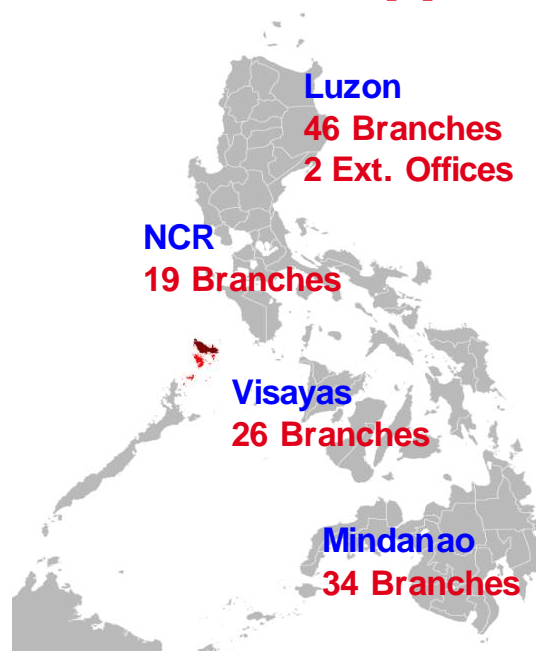 Luzon
46 Branches
2 Ext. Offices
NCR
19 Branches
Visayas
26 Branches
Mindanao
34 Branches